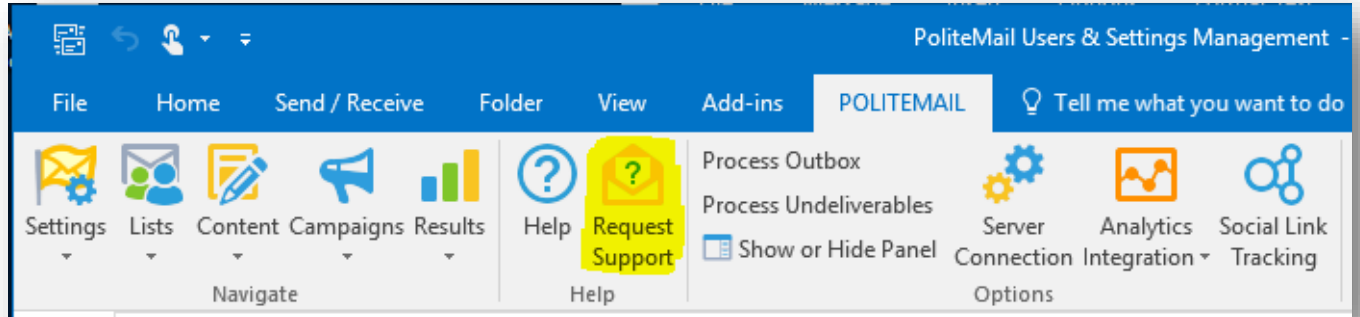 PoliteMail Users & Settings Management -
File Home Send / Receive Folder View Add-ins POLITEMAIL Tell me what you want to do
Settings Lists Content Campaigns Results
Help Request Support
Process Outbox
Process Undeliverables
Show or Hide Panel
Server Connection
Analytics Integration
Social Link Tracking
Navigate Help Options